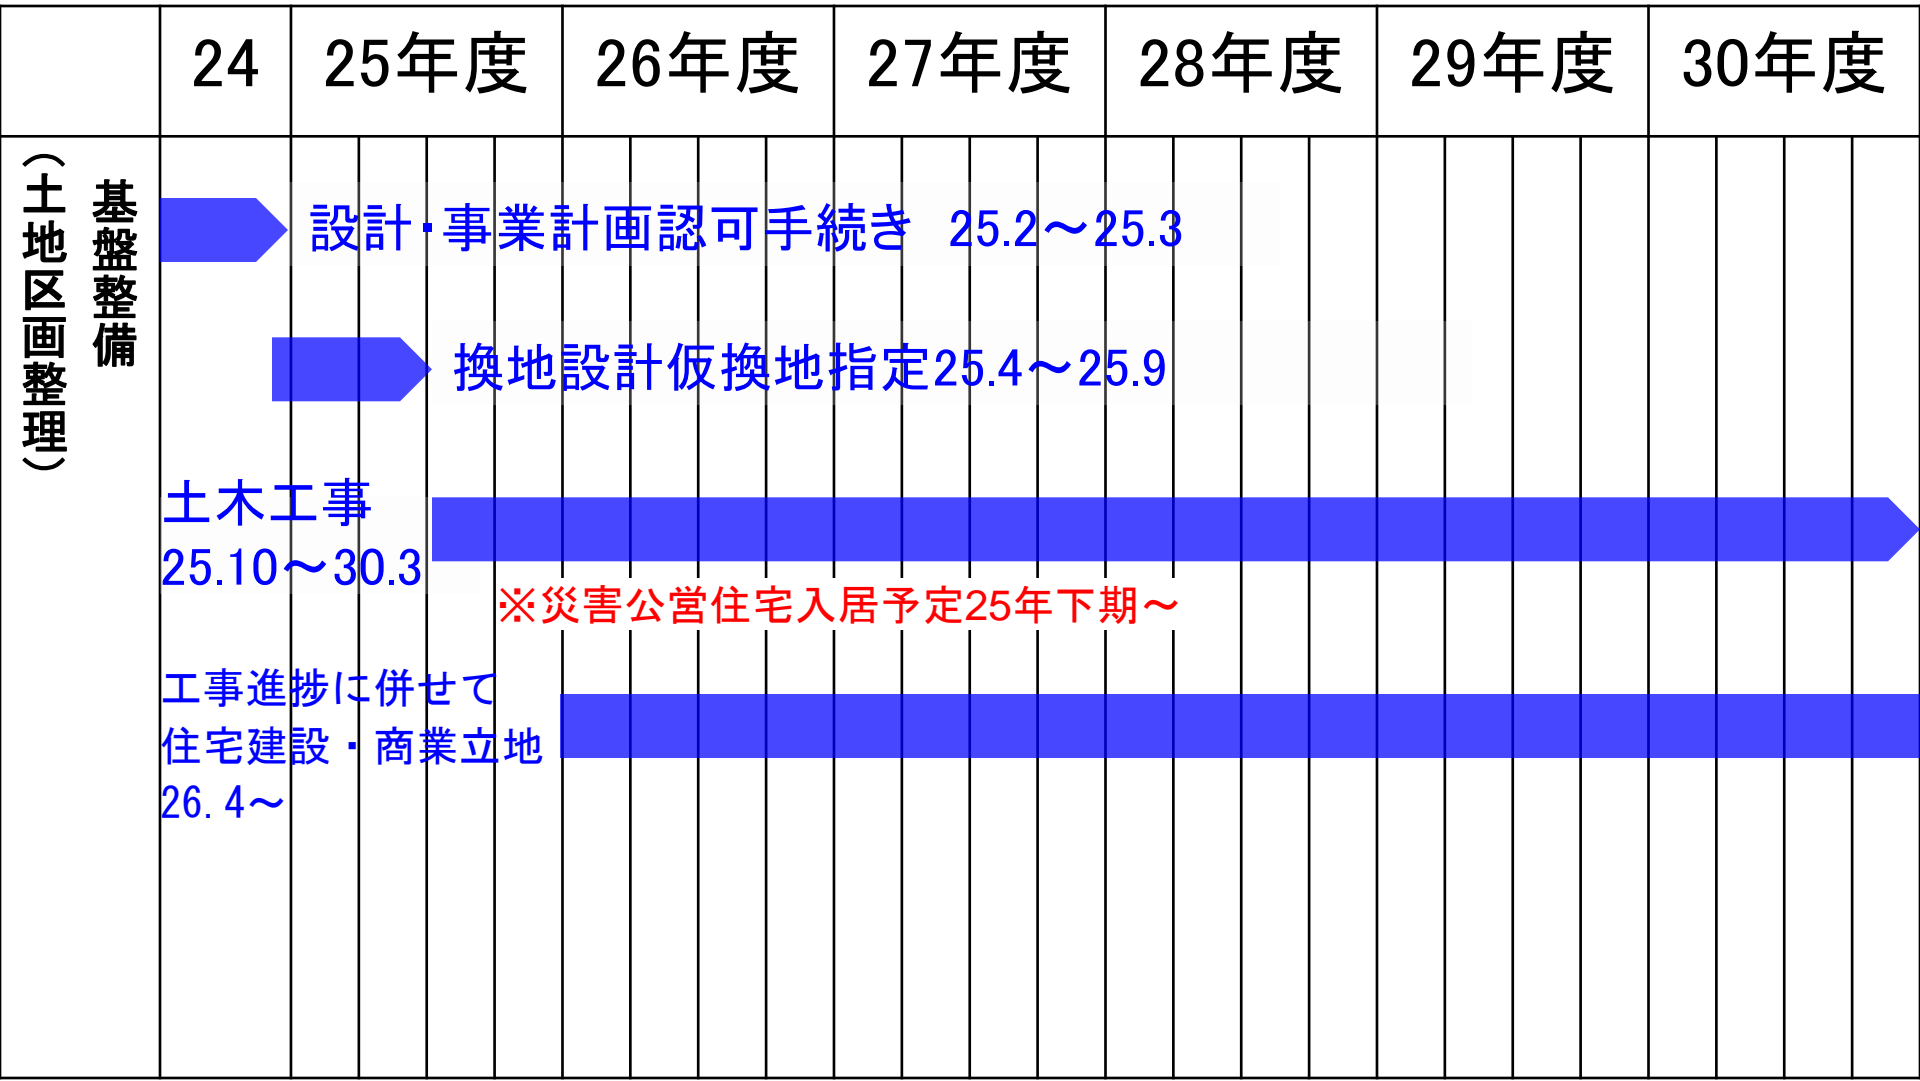 24 25年度 26年度 27年度 28年度 29年度 30年度
基盤整備
（土地区画整理）
設計・事業計画認可手続き 25.2～25.3
換地設計仮換地指定25.4～25.9
土木工事
25.10～30.3
※災害公営住宅入居予定25年下期～
工事進捗に併せて
住宅建設・商業立地
26.4～